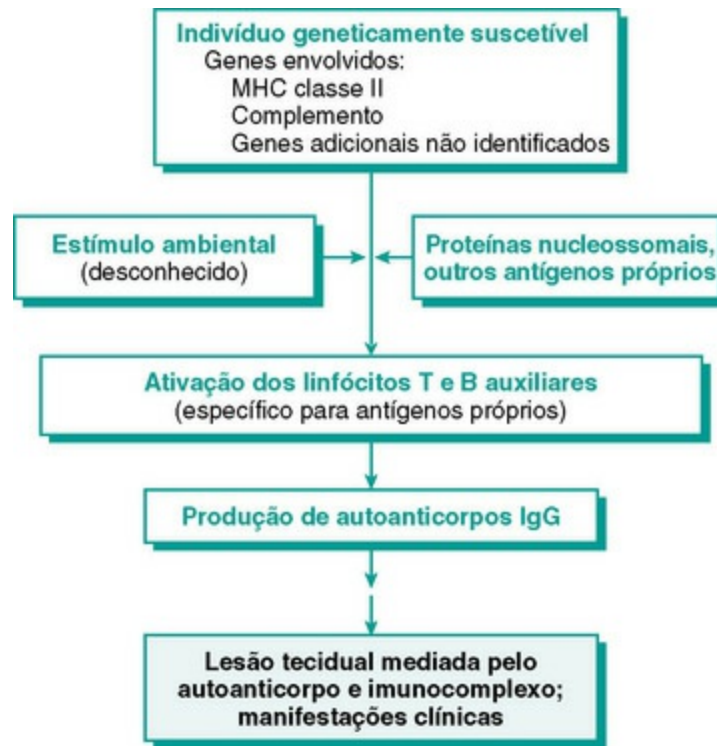 Indivíduo geneticamente suscetível
Genes envolvidos:
MHC classe II
Complemento
Genes adicionais não identificados
Estímulo ambiental
(desconhecido)
Proteínas nucleossomais,
outros antígenos próprios
Ativação dos linfócitos T e B auxiliares
(específico para antígenos próprios)
Produção de autoanticorpos IgG
Lesão tecidual mediada pelo
autoanticorpo e imunocomplexo;
manifestações clínicas